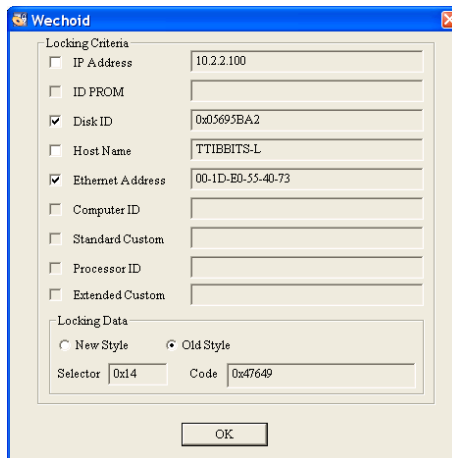 Wechoid
Locking Criteria
IP Address 10.2.2.100
ID PROM
Disk ID 0x05695BA2
Host Name TTIBBITS-L
Ethernet Address 00-1D-E0-55-40-73
Computer ID
Standard Custom
Processor ID
Extended Custom
Locking Data
New Style Old Style
Selector 0x14 Code 0x47649
OK